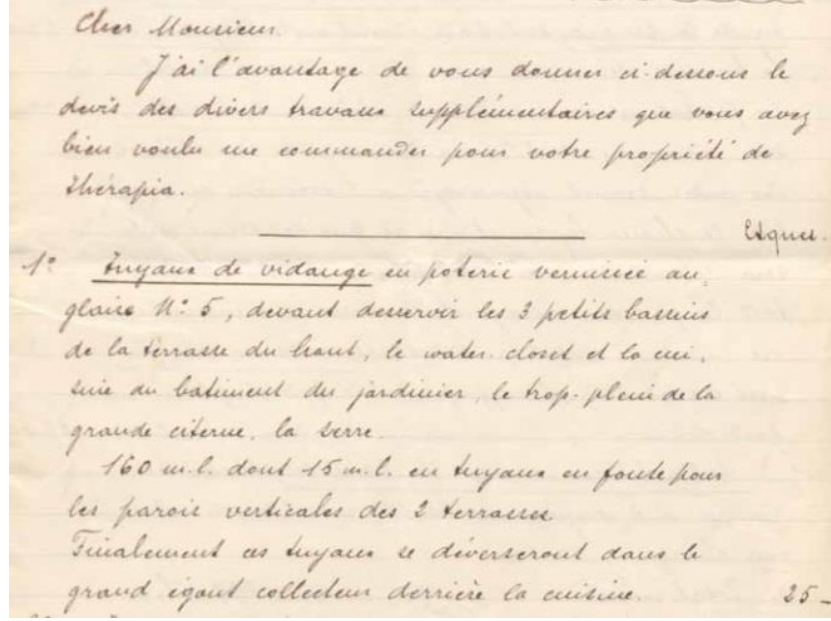 Cher Monsieur
J'ai l'avantage de vous donner ci-dessous le
devis des divers travaux supplémentaires que vous avez
bien voulu me commander pour votre propriété de
Thérapia.
Ltques.
1º Tuyaux de vidange en poterie vernissée an=
glaise Nº 5, devant desservir les 3 petits bassins
de la terrasse du haut, le water-closet et la cui=
sine du batiment du jardinier, le trop-plein de la
grande citerne, la serre.
160 m.l. dont 15 m.l. en tuyaux en fonte pour
les parois verticales des 2 terrasses.
Finalement ces tuyaux se déverseront dans le
grand égout collecteur derrière la cuisine. 25-